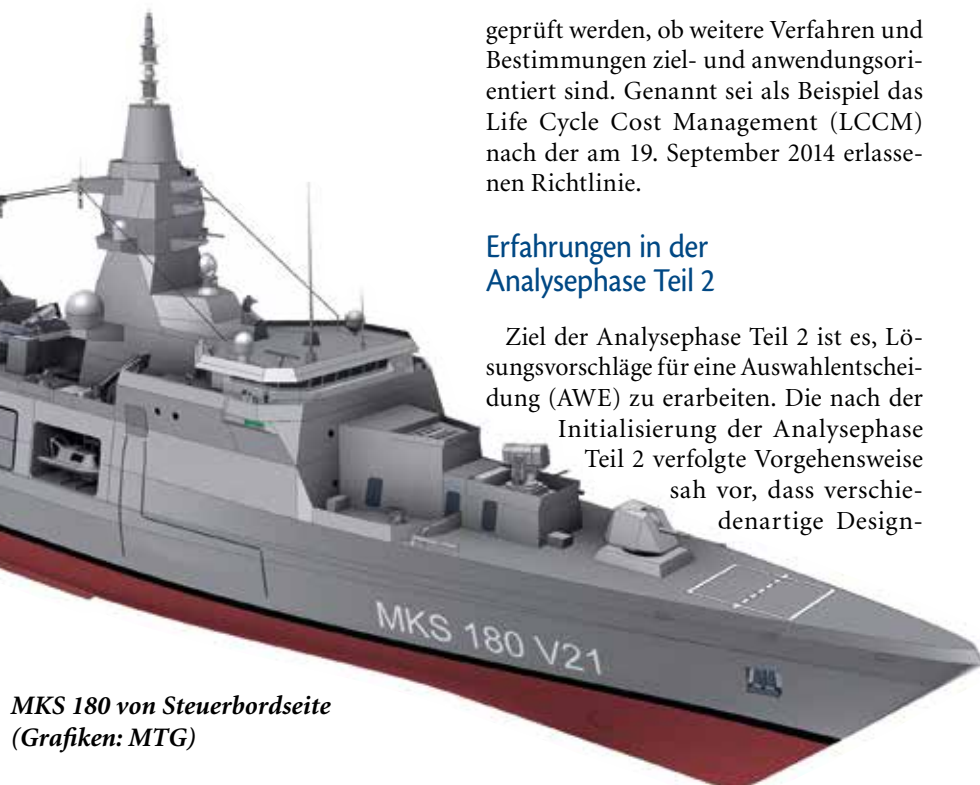 geprüft werden, ob weitere Verfahren und
Bestimmungen ziel- und anwendungsori-
entiert sind. Genannt sei als Beispiel das
Life Cycle Cost Management (LCCM)
nach der am 19. September 2014 erlasse-
nen Richtlinie.
Erfahrungen in der
Analysephase Teil 2
Ziel der Analysephase Teil 2 ist es, Lö-
sungsvorschläge für eine Auswahlentschei-
dung (AWE) zu erarbeiten. Die nach der
Initialisierung der Analysephase
Teil 2 verfolgte Vorgehensweise
sah vor, dass verschie-
denartige Design-
MKS 180 V21
MKS 180 von Steuerbordseite
(Grafiken: MTG)